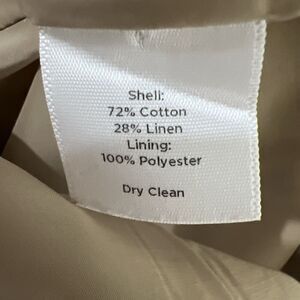 Shell:
72% Cotton
28% Linen
Lining:
100% Polyester
Dry Clean